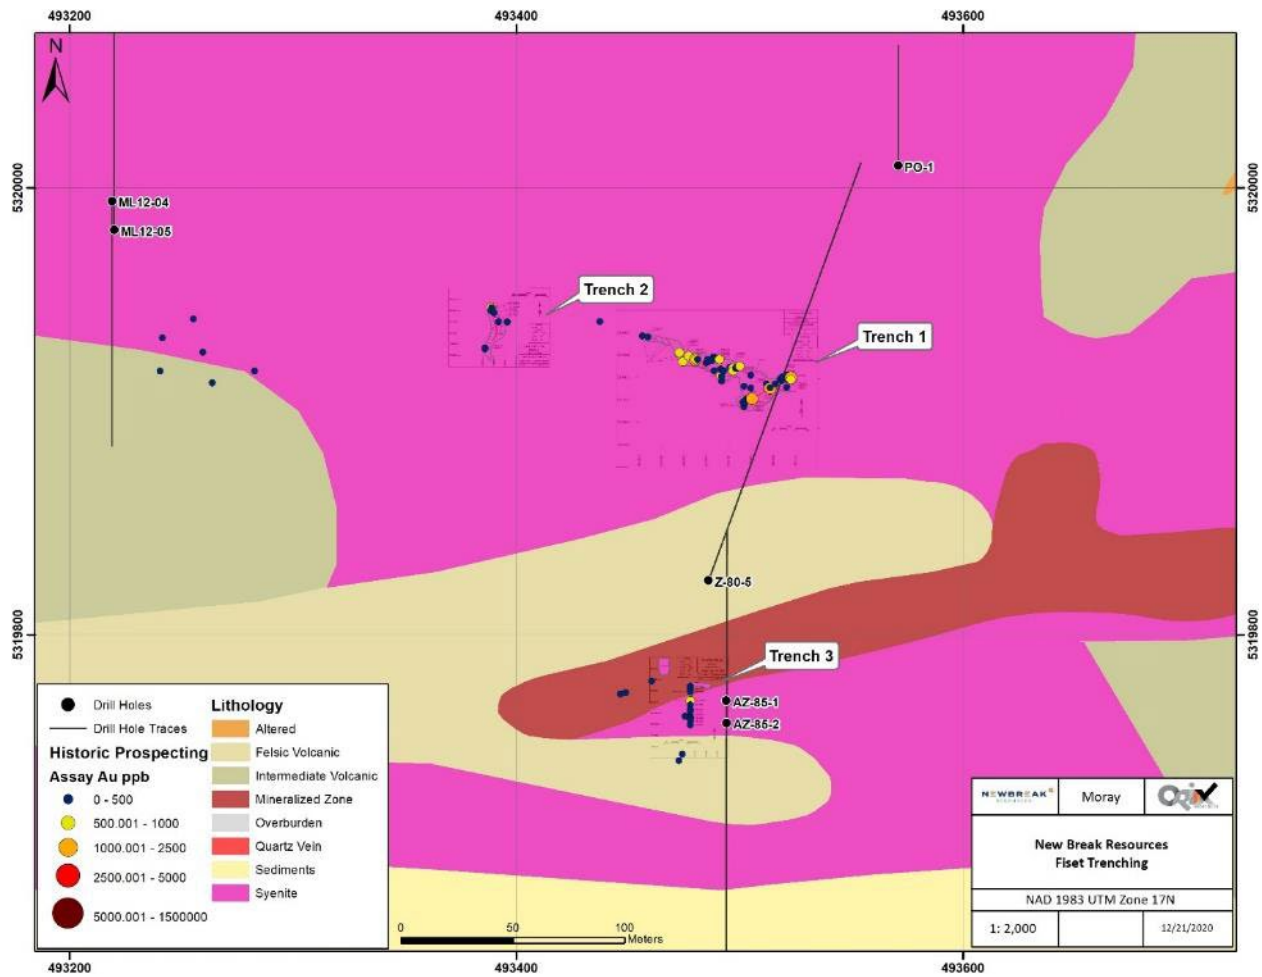 493200
493400
493600
N
5320000
5320000
PO-1
ML12-04
ML12-05
Trench 2
Trench 1
Z-80-5
5319800
5319800
Trench 3
AZ-85-1
AZ-85-2
Drill Holes
Drill Hole Traces
Historic Prospecting
Assay Au ppb
0 - 500
500.001 - 1000
1000.001 - 2500
2500.001 - 5000
5000.001 - 1500000
Lithology
Altered
Felsic Volcanic
Intermediate Volcanic
Mineralized Zone
Overburden
Quartz Vein
Sediments
Syenite
0 50 100
Meters
NEWBREAK
Moray
Orix
New Break Resources
Fiset Trenching
NAD 1983 UTM Zone 17N
1: 2,000
12/21/2020
493200
493400
493600